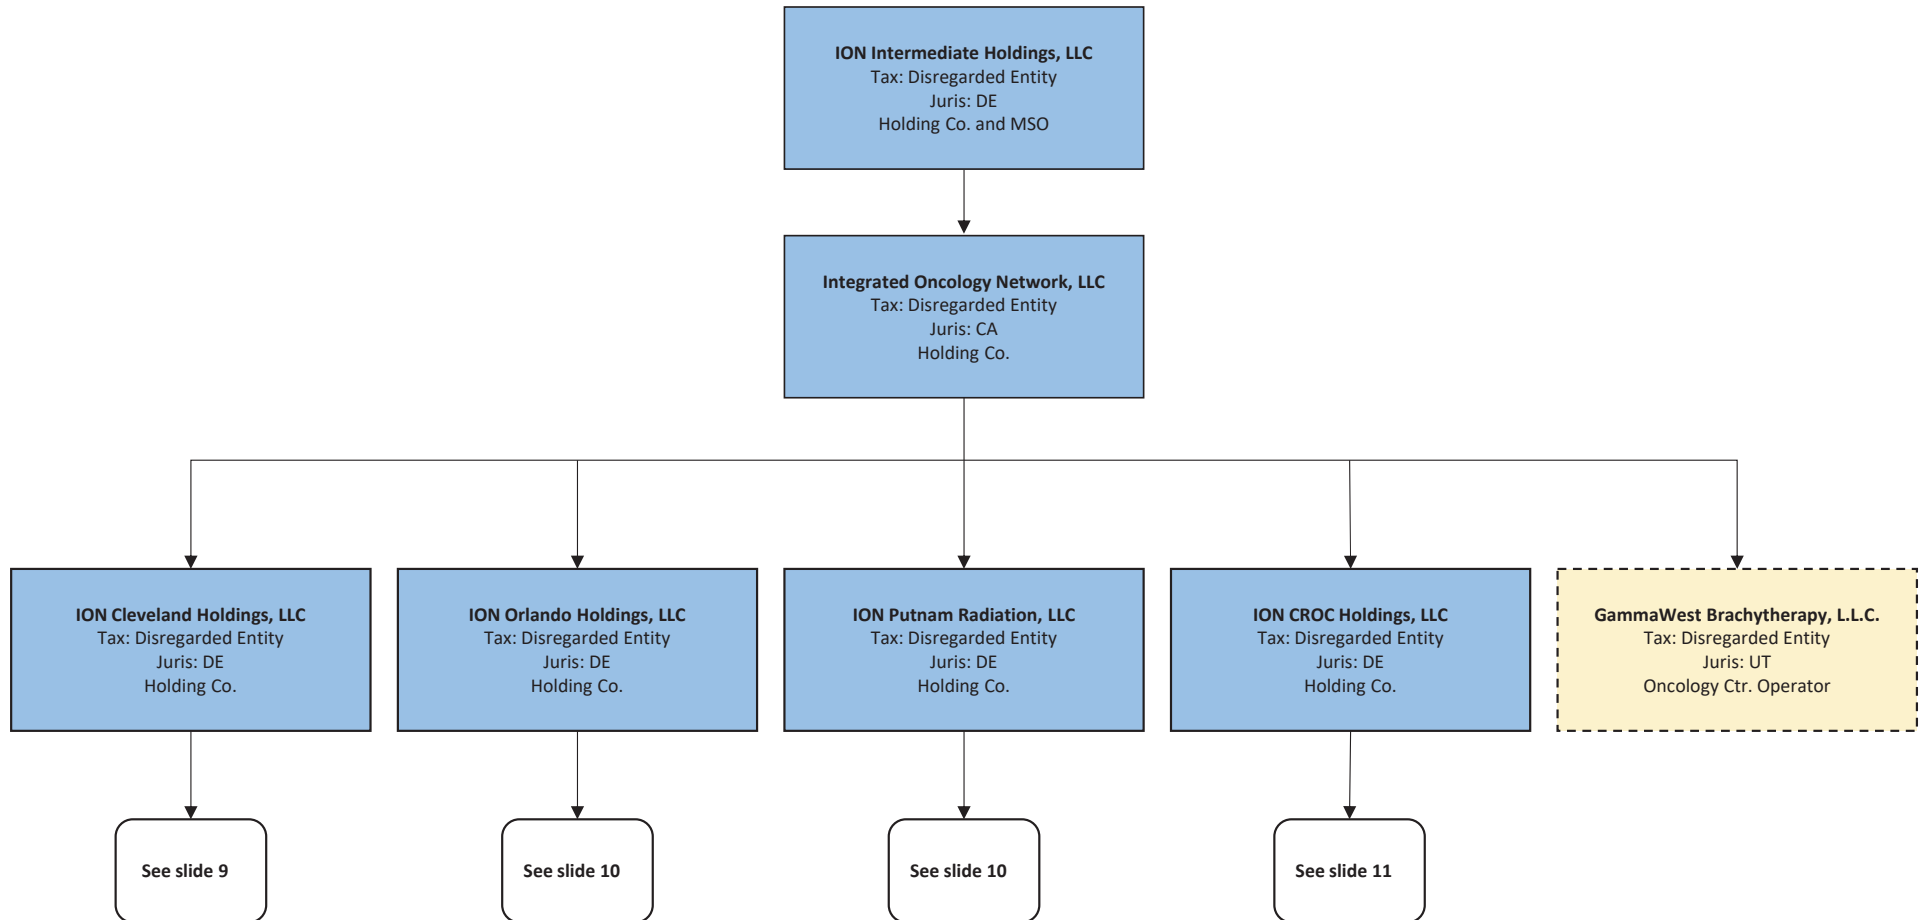 ION Intermediate Holdings, LLC
Tax: Disregarded Entity
Juris: DE
Holding Co. and MSO
Integrated Oncology Network, LLC
Tax: Disregarded Entity
Juris: CA
Holding Co.
ION Cleveland Holdings, LLC
Tax: Disregarded Entity
Juris: DE
Holding Co.
ION Orlando Holdings, LLC
Tax: Disregarded Entity
Juris: DE
Holding Co.
ION Putnam Radiation, LLC
Tax: Disregarded Entity
Juris: DE
Holding Co.
ION CROC Holdings, LLC
Tax: Disregarded Entity
Juris: DE
Holding Co.
GammaWest Brachytherapy, L.L.C.
Tax: Disregarded Entity
Juris: UT
Oncology Ctr. Operator
See slide 9
See slide 10
See slide 10
See slide 11